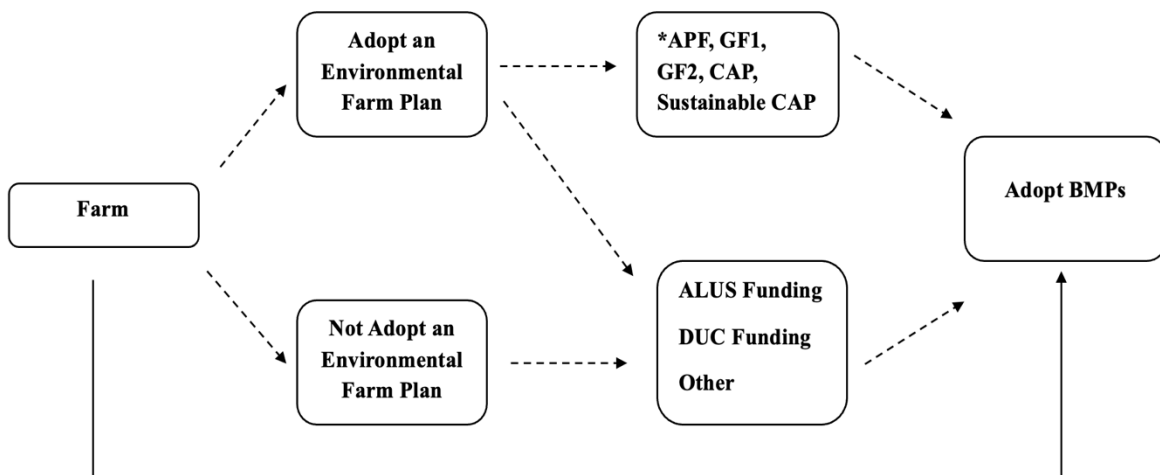 Adopt an
Environmental
Farm Plan
*APF, GF1,
GF2, CAP,
Sustainable CAP
Farm
Adopt BMPs
Not Adopt an
Environmental
Farm Plan
ALUS Funding
DUC Funding
Other